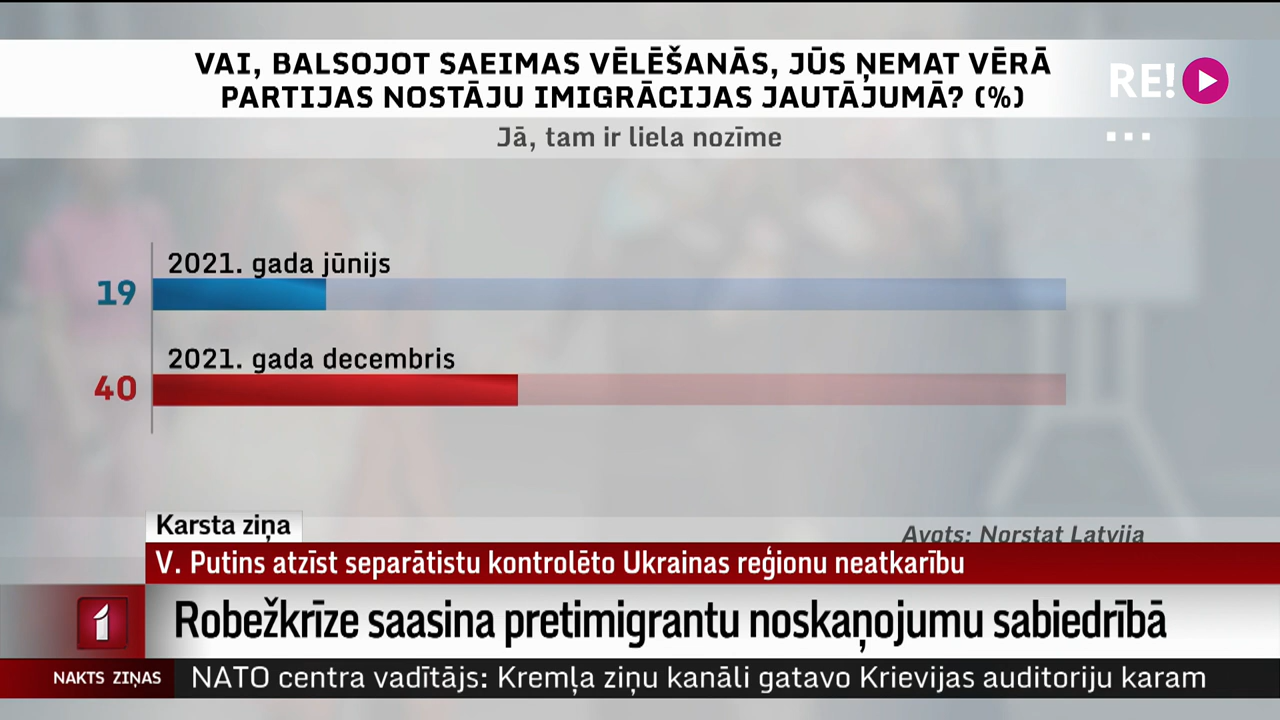 VAI, BALSOJOT SAEIMAS VĒLĒŠANĀS, JŪS ŅEMAT VĒRĀ
PARTIJAS NOSTĀJU IMIGRĀCIJAS JAUTĀJUMĀ? (%)
RE!
Jā, tam ir liela nozīme
2021. gada jūnijs
19
2021. gada decembris
40
Karsta ziņa
Avots: Norstat Latvija
V. Putins atzīst separātistu kontrolēto Ukrainas reģionu neatkarību
1
Robežkrīze saasina pretimigrantu noskaņojumu sabiedrībā
NAKTS ZIŅAS
NATO centra vadītājs: Kremļa ziņu kanāli gatavo Krievijas auditoriju karam